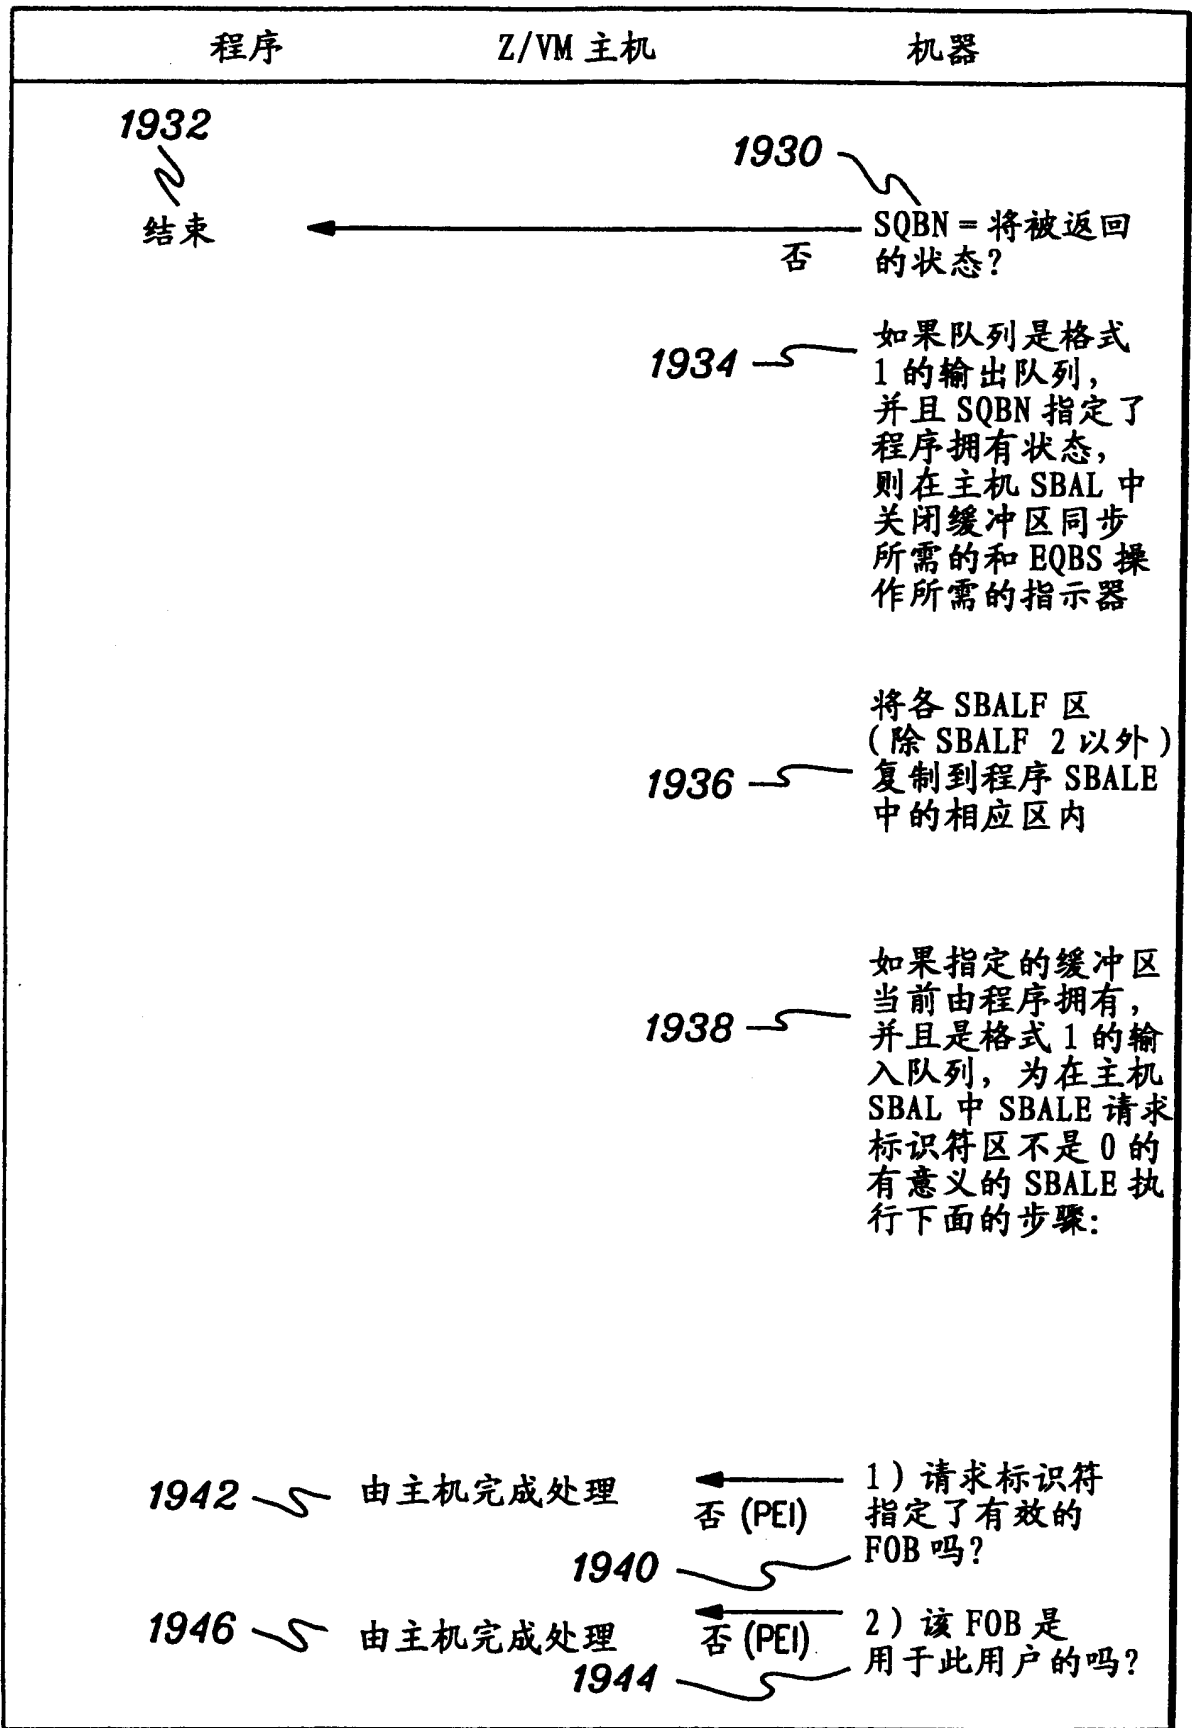 程序 Z/VM 主机 机器
1932
1930
结束
否
SQBN = 将被返回
的状态?
1934
如果队列是格式
1 的输出队列,
并且 SQBN 指定了
程序拥有状态,
则在主机 SBAL 中
关闭缓冲区同步
所需的和 EQBS 操
作所需的指示器
1936
将各 SBALF 区
(除 SBALF 2 以外)
复制到程序 SBALE
中的相应区内
1938
如果指定的缓冲区
当前由程序拥有,
并且是格式 1 的输
入队列, 为在主机
SBAL 中 SBALE 请求
标识符区不是 0 的
有意义的 SBALE 执
行下面的步骤:
1942
由主机完成处理
否 (PEI)
1) 请求标识符
指定了有效的
FOB 吗?
1940
1946
由主机完成处理
否 (PEI)
2) 该 FOB 是
用于此用户的吗?
1944